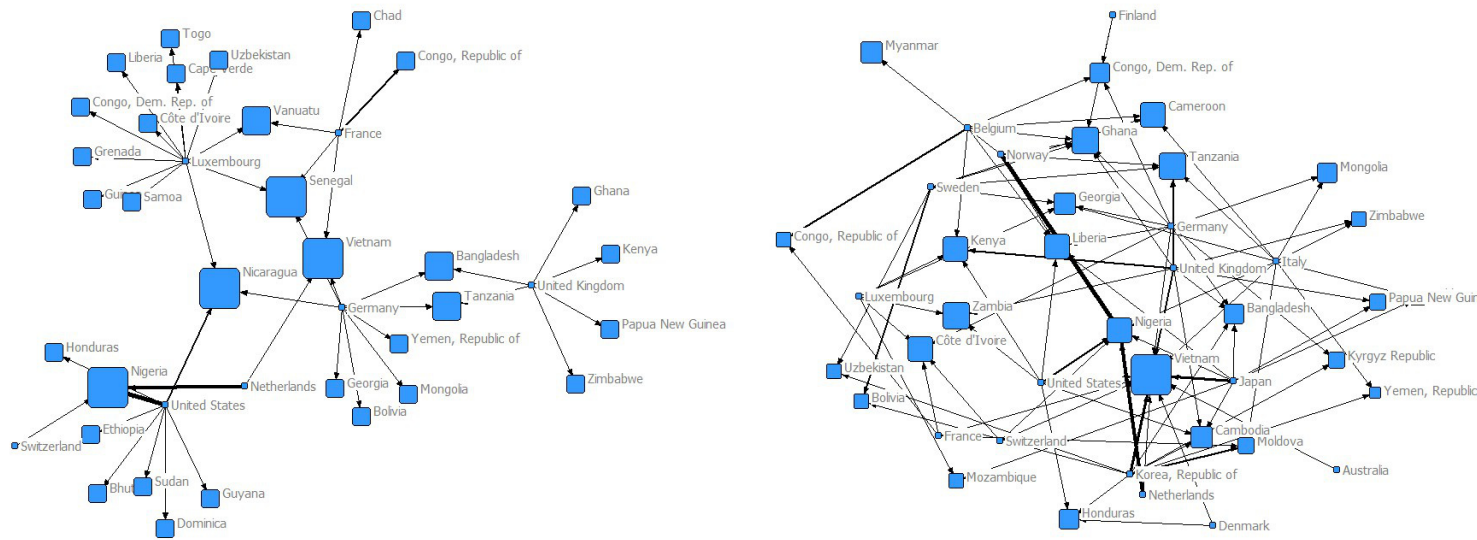 Chad
Togo
Liberia
Uzbekistan
Congo, Republic of
Cape Verde
Congo, Dem. Rep. of
Vanuatu
Côte d'Ivoire
France
Grenada
Luxembourg
Senegal
Samoa
Ghana
Vietnam
Bangladesh
Kenya
Nicaragua
United Kingdom
Germany
Tanzania
Papua New Guinea
Yemen, Republic of
Honduras
Nigeria
Netherlands
Georgia
Mongolia
Zimbabwe
United States
Bolivia
Ethiopia
Switzerland
Sudan
Guyana
Dominica
Finland
Myanmar
Congo, Dem. Rep. of
Cameroon
Belgium
Ghana
Norway
Tanzania
Mongolia
Sweden
Georgia
Zimbabwe
Germany
Congo, Republic of
Kenya
Liberia
Italy
United Kingdom
Luxembourg
Zambia
Bangladesh
Papua New Guin
Nigeria
Côte d'Ivoire
Vietnam
Kyrgyz Republic
Uzbekistan
United States
Japan
Yemen, Republic
Bolivia
Cambodia
France
Switzerland
Moldova
Korea, Republic of
Australia
Mozambique
Netherlands
Honduras
Denmark